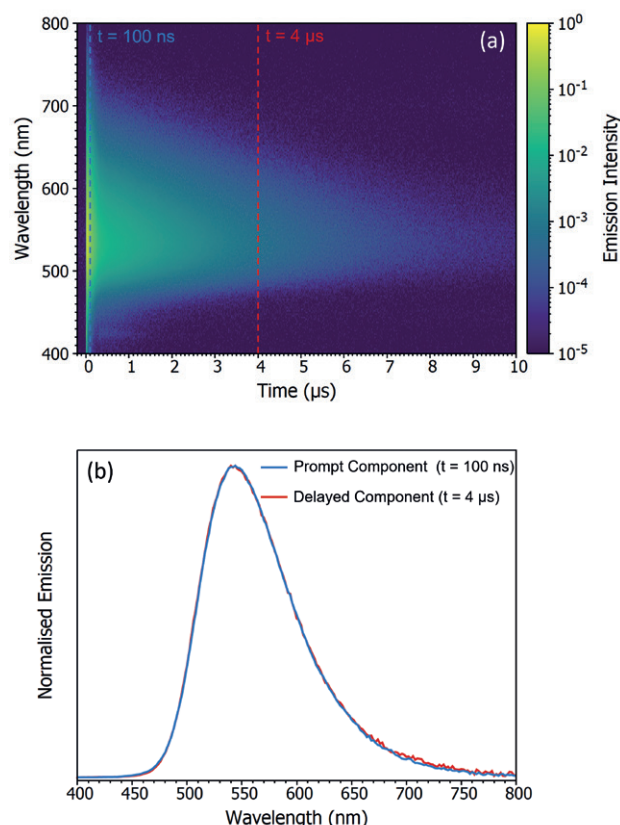 800
700
600
500
400
Wavelength (nm)
t = 100 ns
t = 4 µs
(a)
0 1 2 3 4 5 6 7 8 9 10
Time (µs)
10⁰
10⁻¹
10⁻²
10⁻³
10⁻⁴
10⁻⁵
Emission Intensity
(b)
Prompt Component (t = 100 ns)
Delayed Component (t = 4 µs)
Normalised Emission
400 450 500 550 600 650 700 750 800
Wavelength (nm)